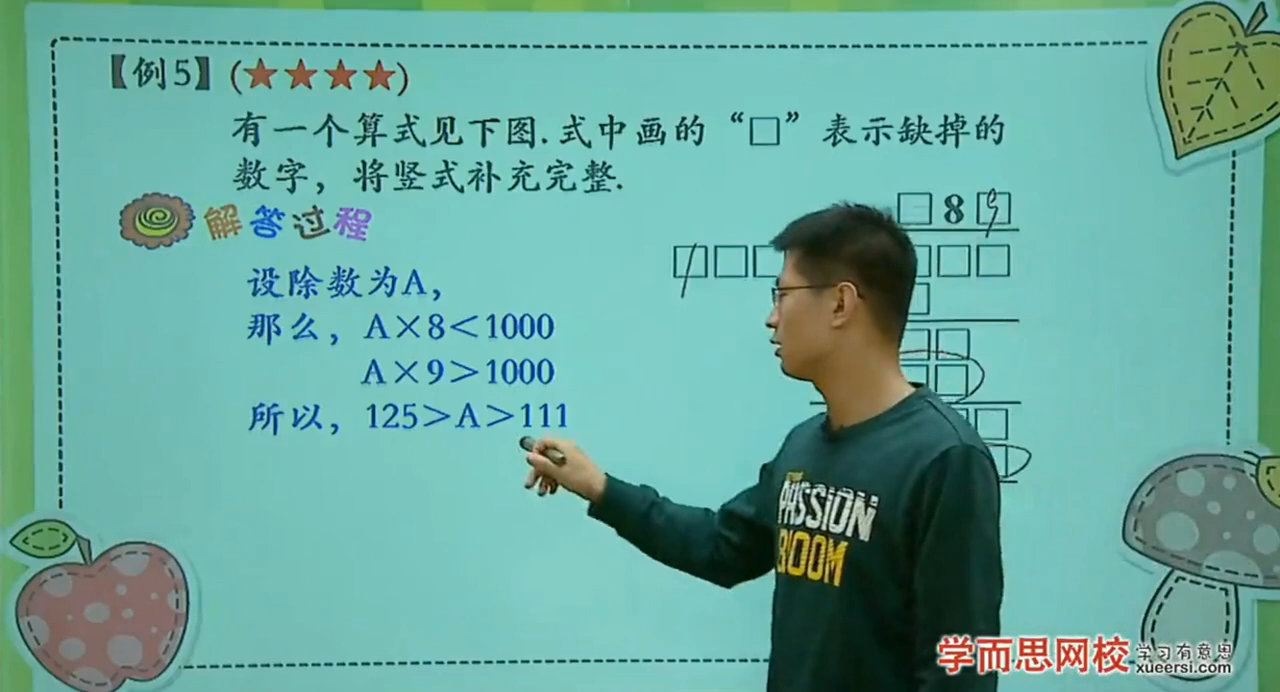 【例5】(★★★★)
有一个算式见下图.式中画的“□”表示缺掉的
数字，将竖式补充完整.
解答过程
□8□
9
□□□
□□□
1
设除数为A，
那么，A×8＜1000
A×9＞1000
所以，125＞A＞111
PASSION
BLOOM
学而思网校
学习有意思
xueersi.com